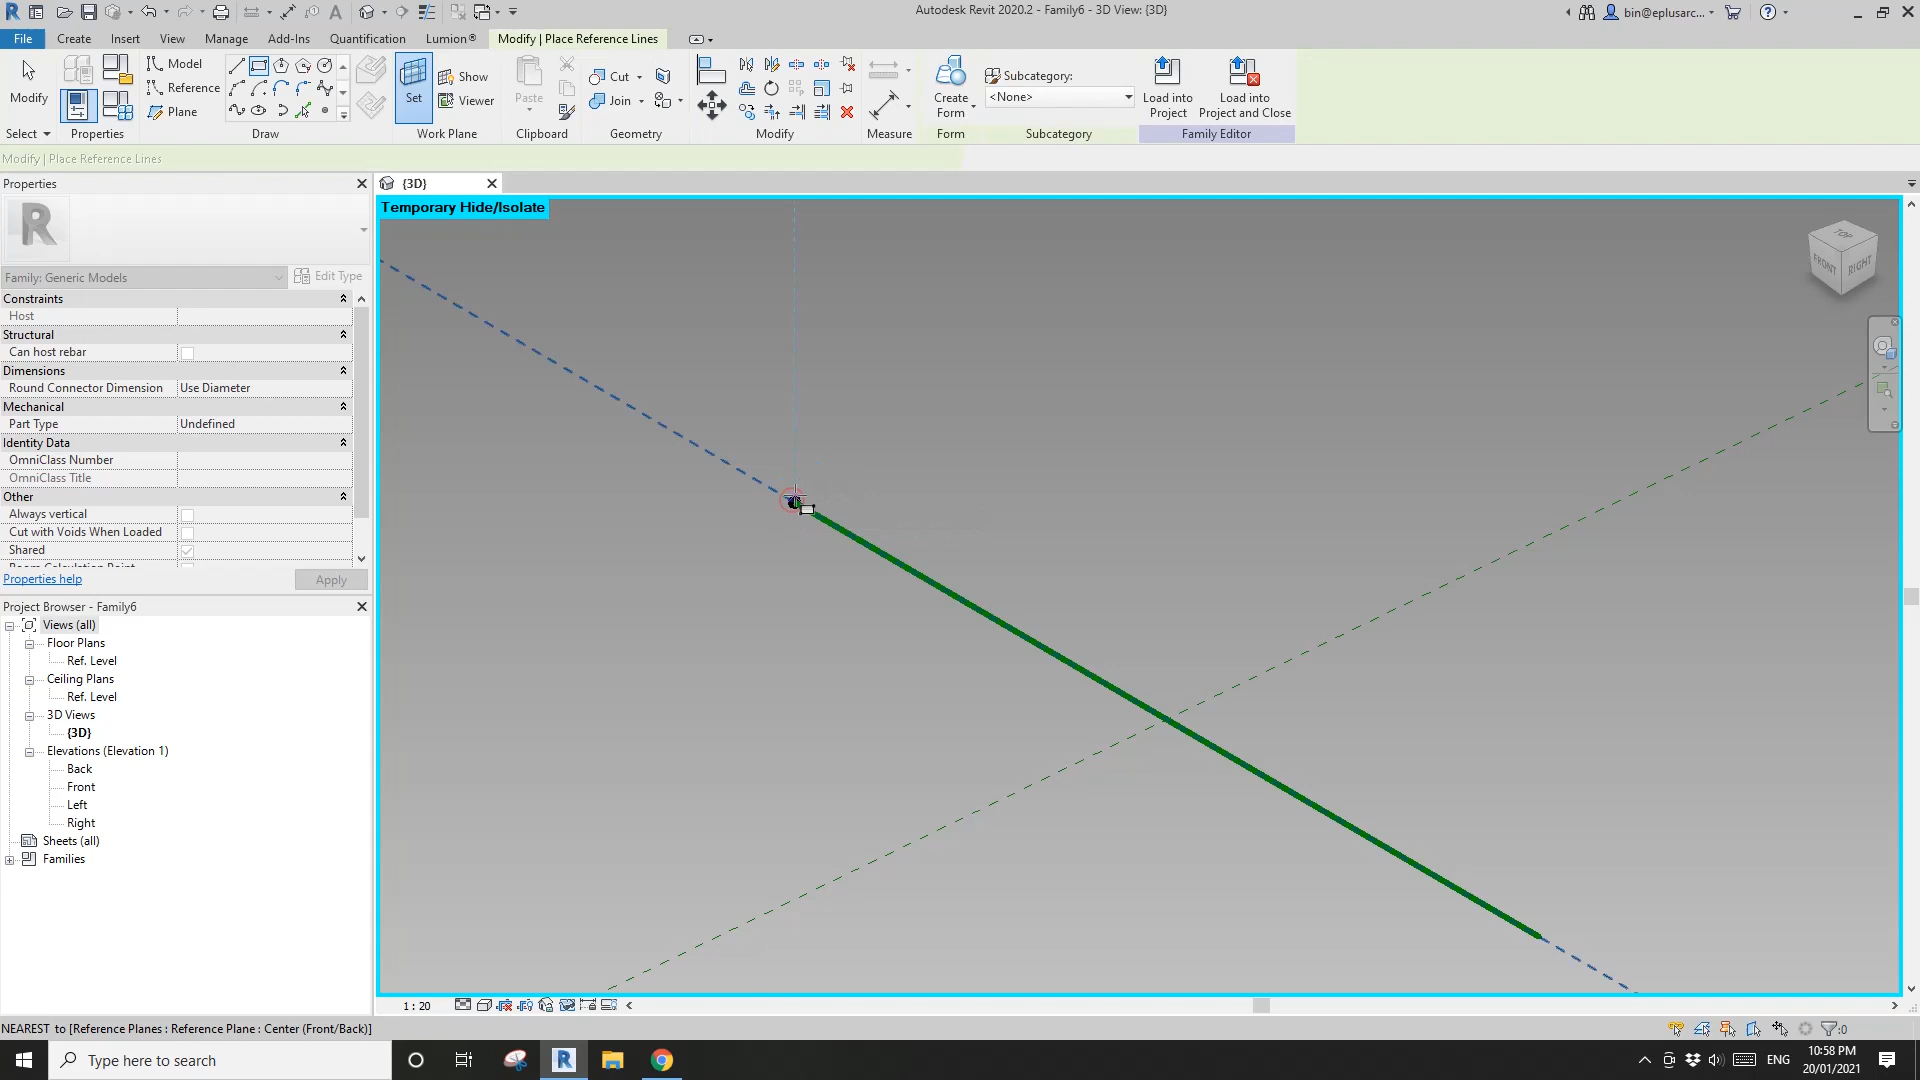 Autodesk Revit 2020.2 - Family6 - 3D View: {3D}
bin@eplusarc...
File
Create
Insert
View
Manage
Add-Ins
Quantification
Lumion®
Modify | Place Reference Lines
Modify
Model
Reference
Plane
Set
Show
Viewer
Paste
Cut
Join
Create
Form
Subcategory:
<None>
Load into
Project
Load into
Project and Close
Select
Properties
Draw
Work Plane
Clipboard
Geometry
Modify
Measure
Form
Subcategory
Family Editor
Modify | Place Reference Lines
Properties
{3D}
Temporary Hide/Isolate
TOP
FRONT
RIGHT
R
Family: Generic Models
Edit Type
Constraints
Host
Structural
Can host rebar
Dimensions
Round Connector Dimension Use Diameter
Mechanical
Part Type Undefined
Identity Data
OmniClass Number
OmniClass Title
Other
Always vertical
Cut with Voids When Loaded
Shared
Room Calculation Point
Properties help
Apply
Project Browser - Family6
Views (all)
Floor Plans
Ref. Level
Ceiling Plans
Ref. Level
3D Views
{3D}
Elevations (Elevation 1)
Back
Front
Left
Right
Sheets (all)
Families
1 : 20
NEAREST to [Reference Planes : Reference Plane : Center (Front/Back)]
:0
Type here to search
ENG
10:58 PM
20/01/2021